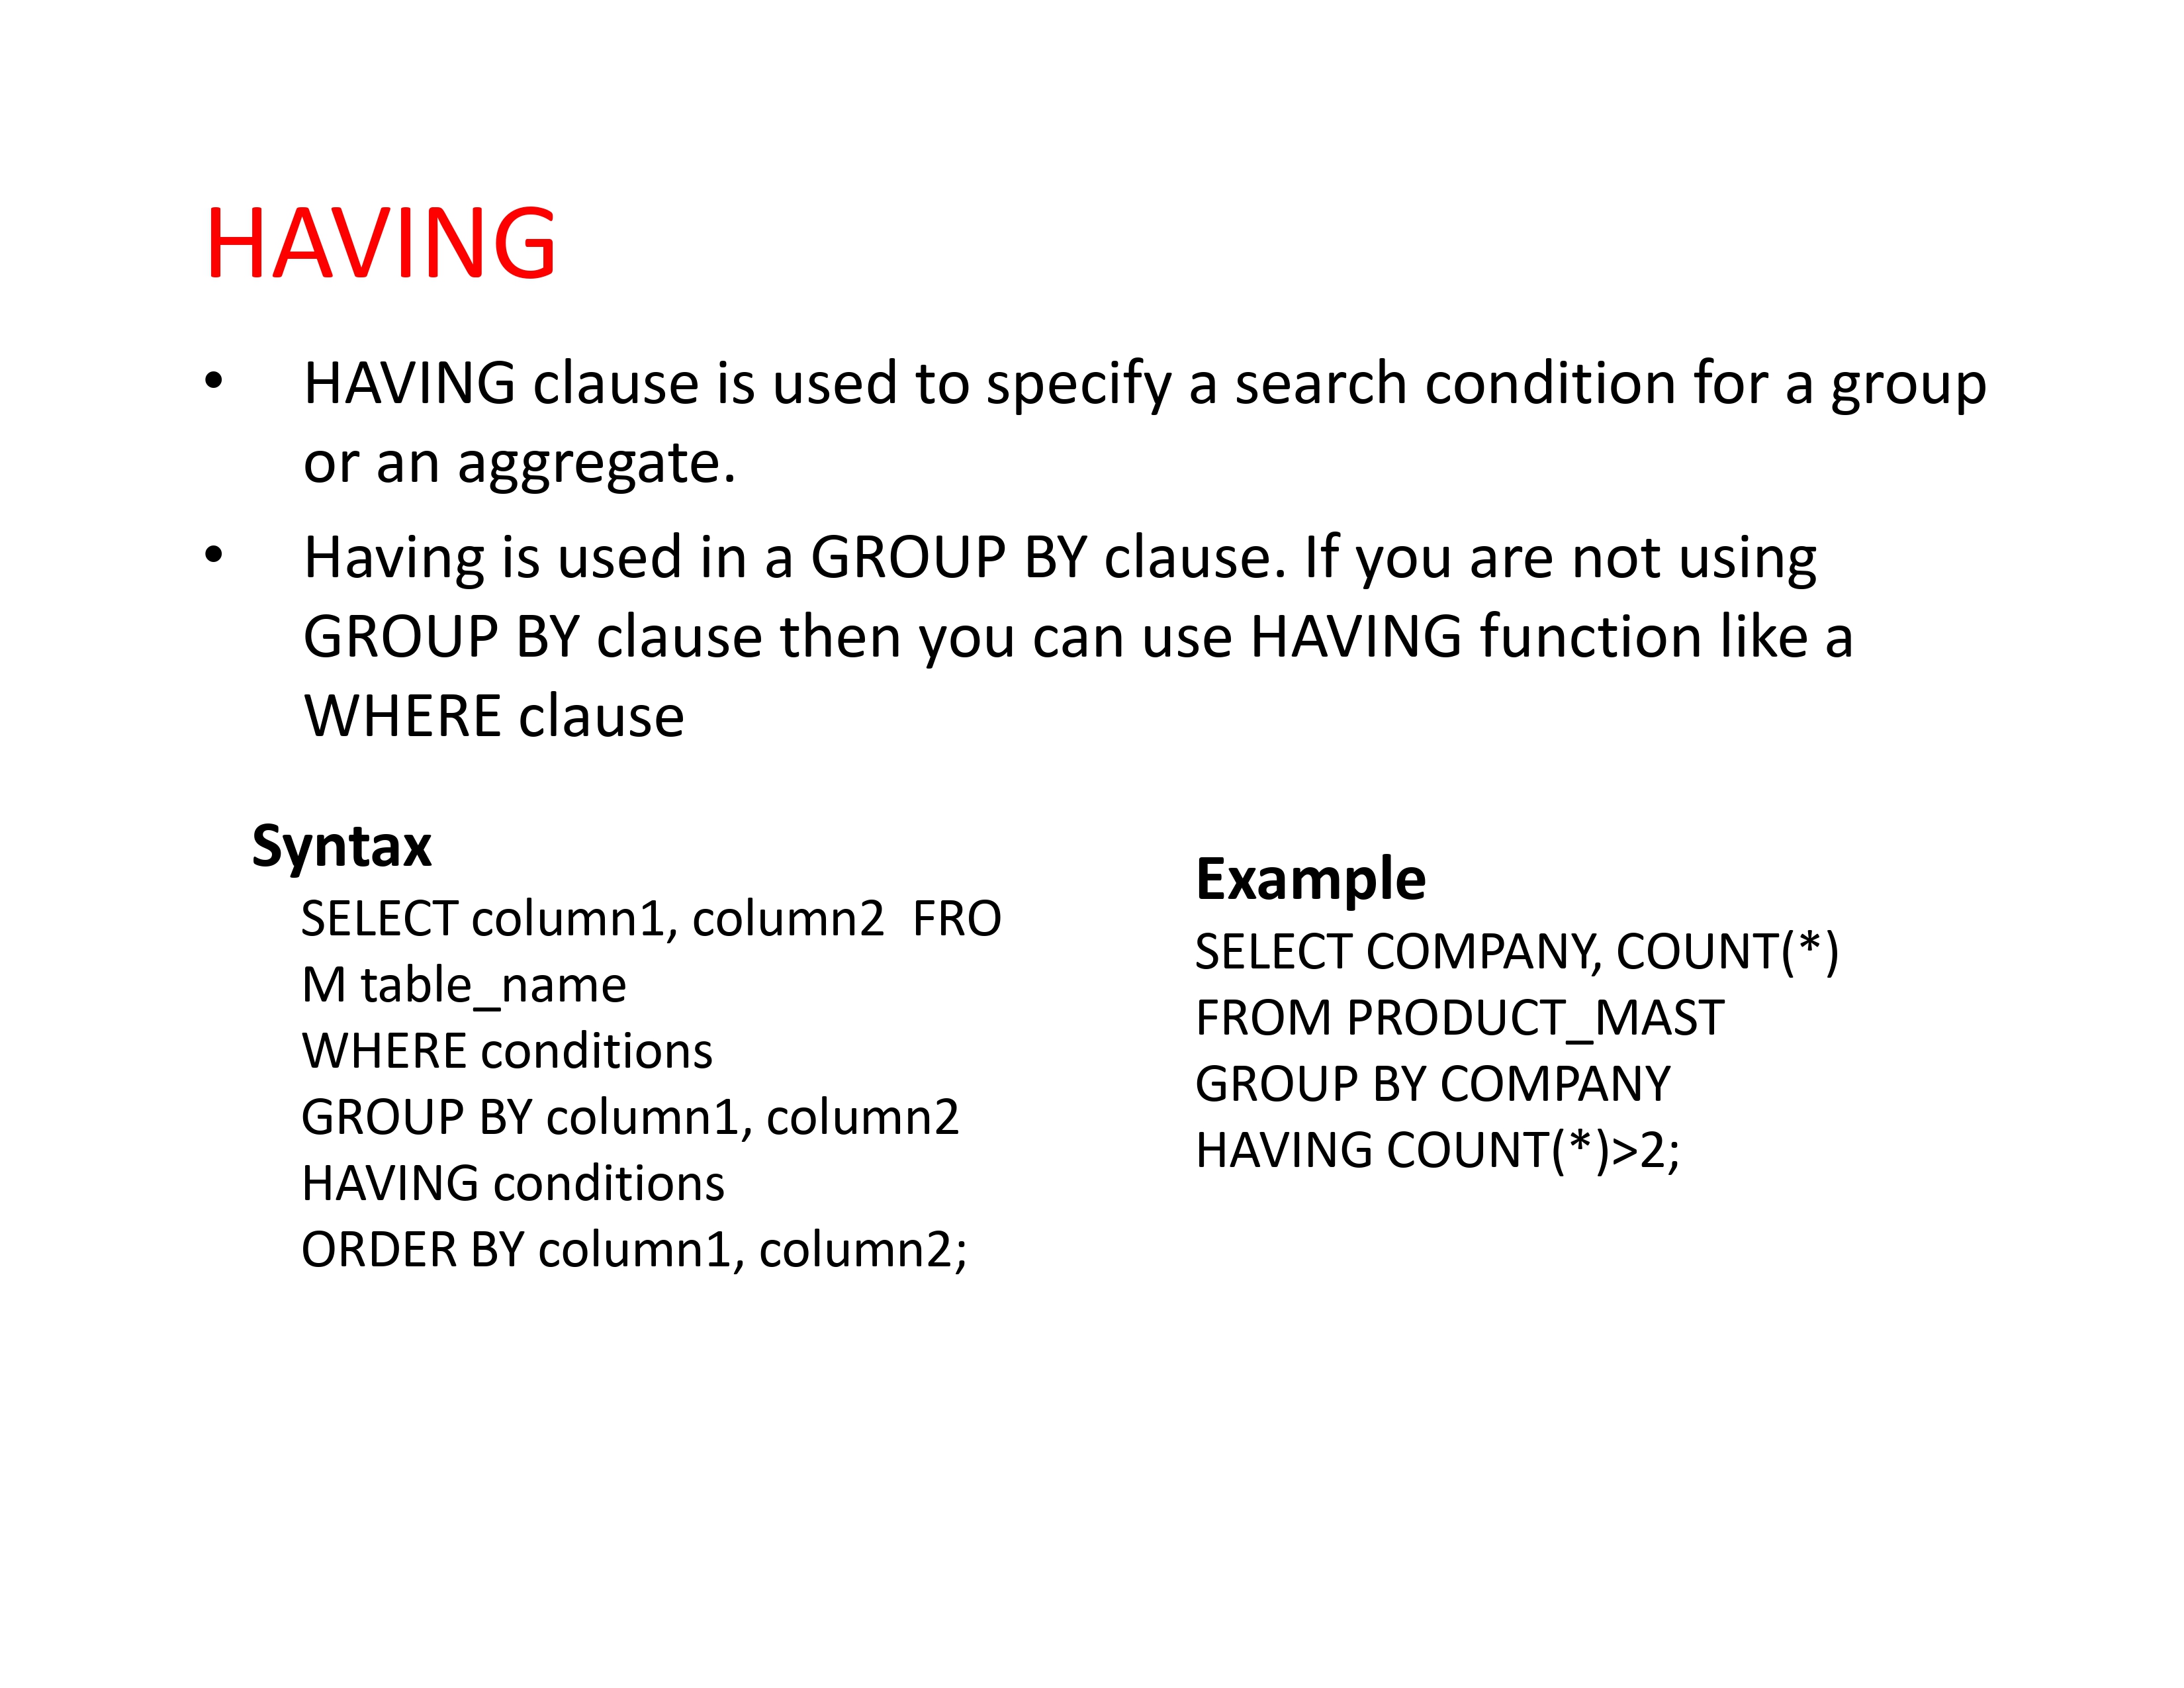 HAVING
• HAVING clause is used to specify a search condition for a group
or an aggregate.
• Having is used in a GROUP BY clause. If you are not using
GROUP BY clause then you can use HAVING function like a
WHERE clause
Syntax
SELECT column1, column2  FRO
M table_name
WHERE conditions
GROUP BY column1, column2
HAVING conditions
ORDER BY column1, column2;
Example
SELECT COMPANY, COUNT(*)
FROM PRODUCT_MAST
GROUP BY COMPANY
HAVING COUNT(*)>2;